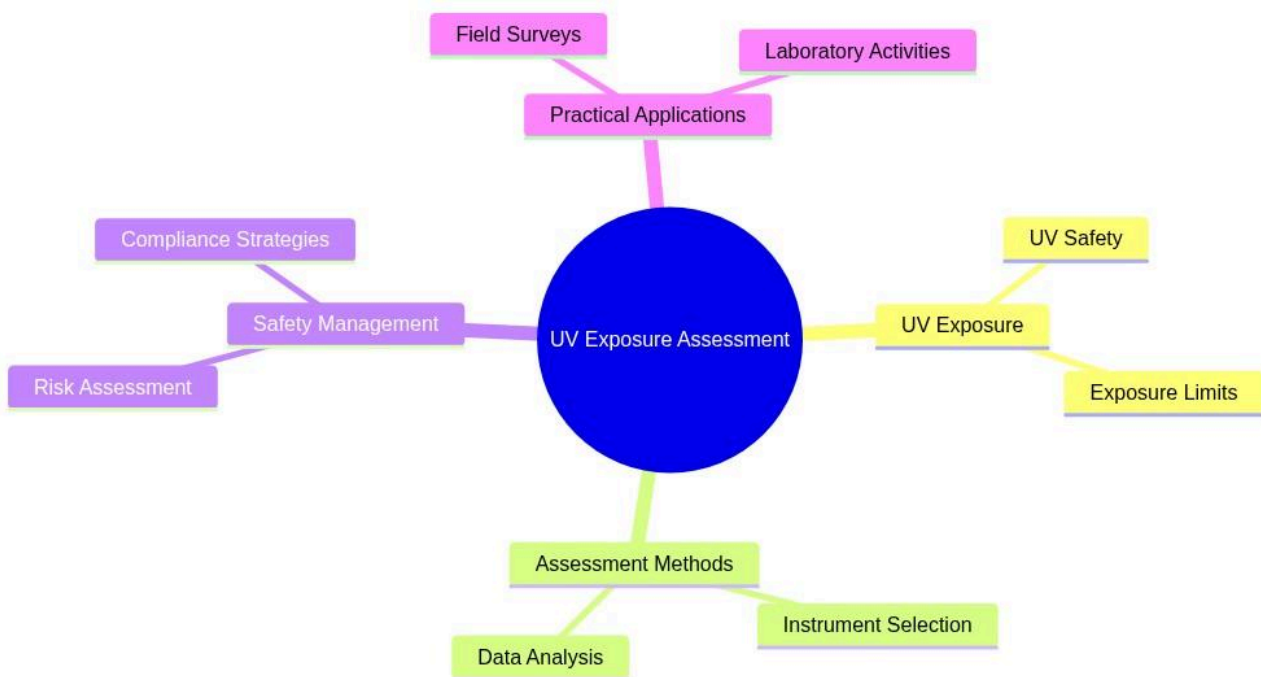 Field Surveys
Laboratory Activities
Practical Applications
Compliance Strategies
UV Safety
Safety Management
UV Exposure
UV Exposure Assessment
Risk Assessment
Exposure Limits
Assessment Methods
Instrument Selection
Data Analysis